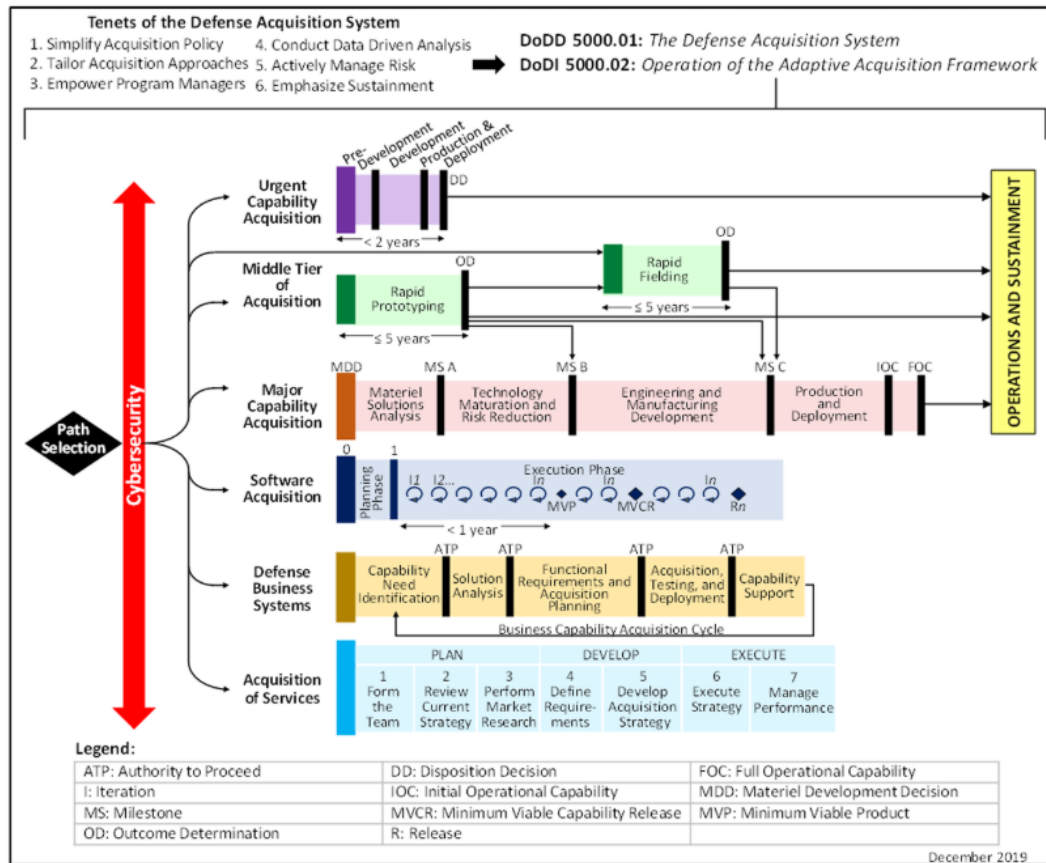 Tenets of the Defense Acquisition System
1. Simplify Acquisition Policy
2. Tailor Acquisition Approaches
3. Empower Program Managers
4. Conduct Data Driven Analysis
5. Actively Manage Risk
6. Emphasize Sustainment
DoDD 5000.01: The Defense Acquisition System
DoDI 5000.02: Operation of the Adaptive Acquisition Framework
Path
Selection
Cybersecurity
OPERATIONS AND SUSTAINMENT
Urgent
Capability
Acquisition
Pre-
Development
Development
Production &
Deployment
DD
< 2 years
Middle Tier
of
Acquisition
Rapid
Prototyping
OD
≤ 5 years
Rapid
Fielding
OD
≤ 5 years
Major
Capability
Acquisition
MDD
MS A
MS B
MS C
IOC
FOC
Materiel
Solutions
Analysis
Technology
Maturation and
Risk Reduction
Engineering and
Manufacturing
Development
Production
and
Deployment
Software
Acquisition
0
1
Planning
Phase
Execution Phase
I1
I2...
In
In
In
MVP
MVCR
Rn
< 1 year
Defense
Business
Systems
ATP
ATP
ATP
ATP
Capability
Need
Identification
Solution
Analysis
Functional
Requirements and
Acquisition
Planning
Acquisition,
Testing, and
Deployment
Capability
Support
Business Capability Acquisition Cycle
Acquisition
of Services
PLAN
DEVELOP
EXECUTE
1
Form
the
Team
2
Review
Current
Strategy
3
Perform
Market
Research
4
Define
Require-
ments
5
Develop
Acquisition
Strategy
6
Execute
Strategy
7
Manage
Performance
Legend:
ATP: Authority to Proceed
DD: Disposition Decision
FOC: Full Operational Capability
I: Iteration
IOC: Initial Operational Capability
MDD: Materiel Development Decision
MS: Milestone
MVCR: Minimum Viable Capability Release
MVP: Minimum Viable Product
OD: Outcome Determination
R: Release
December 2019